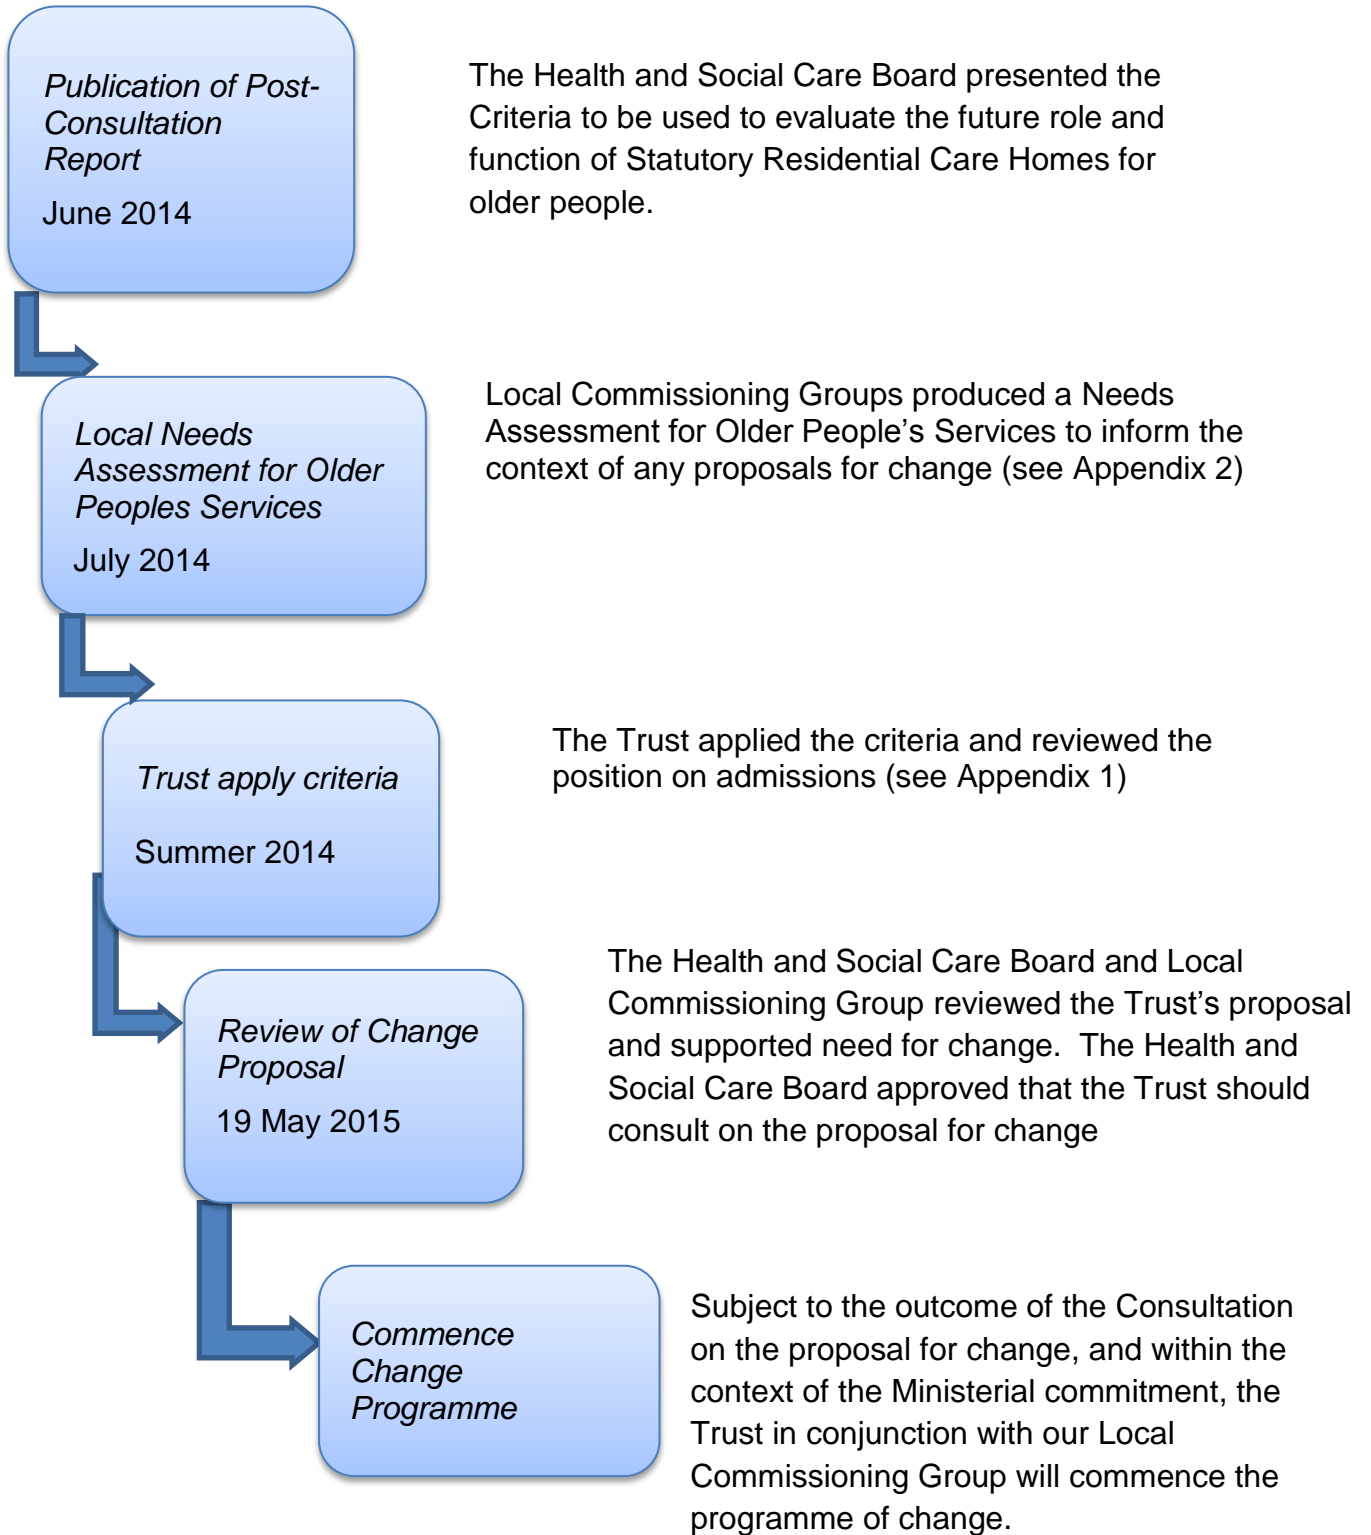 Publication of Post-
Consultation
Report
June 2014
The Health and Social Care Board presented the
Criteria to be used to evaluate the future role and
function of Statutory Residential Care Homes for
older people.
Local Needs
Assessment for Older
Peoples Services
July 2014
Local Commissioning Groups produced a Needs
Assessment for Older People’s Services to inform the
context of any proposals for change (see Appendix 2)
Trust apply criteria
Summer 2014
The Trust applied the criteria and reviewed the
position on admissions (see Appendix 1)
Review of Change
Proposal
19 May 2015
The Health and Social Care Board and Local
Commissioning Group reviewed the Trust’s proposal
and supported need for change.  The Health and
Social Care Board approved that the Trust should
consult on the proposal for change
Commence
Change
Programme
Subject to the outcome of the Consultation
on the proposal for change, and within the
context of the Ministerial commitment, the
Trust in conjunction with our Local
Commissioning Group will commence the
programme of change.